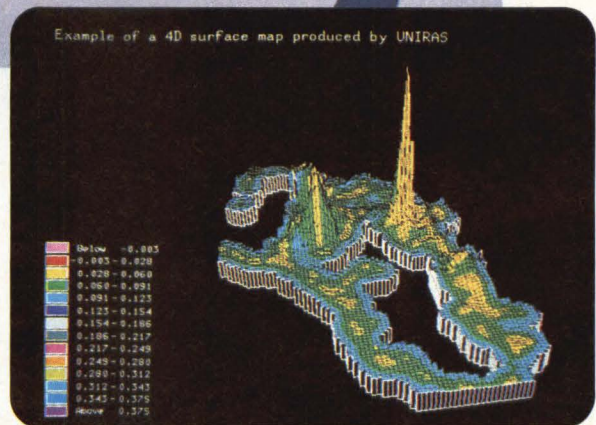 Example of a 4D surface map produced by UNIRAS
Below -0.003
-0.003 - 0.028
0.028 - 0.060
0.060 - 0.091
0.091 - 0.123
0.123 - 0.154
0.154 - 0.186
0.186 - 0.217
0.217 - 0.249
0.249 - 0.280
0.280 - 0.312
0.312 - 0.343
0.343 - 0.375
Above 0.375